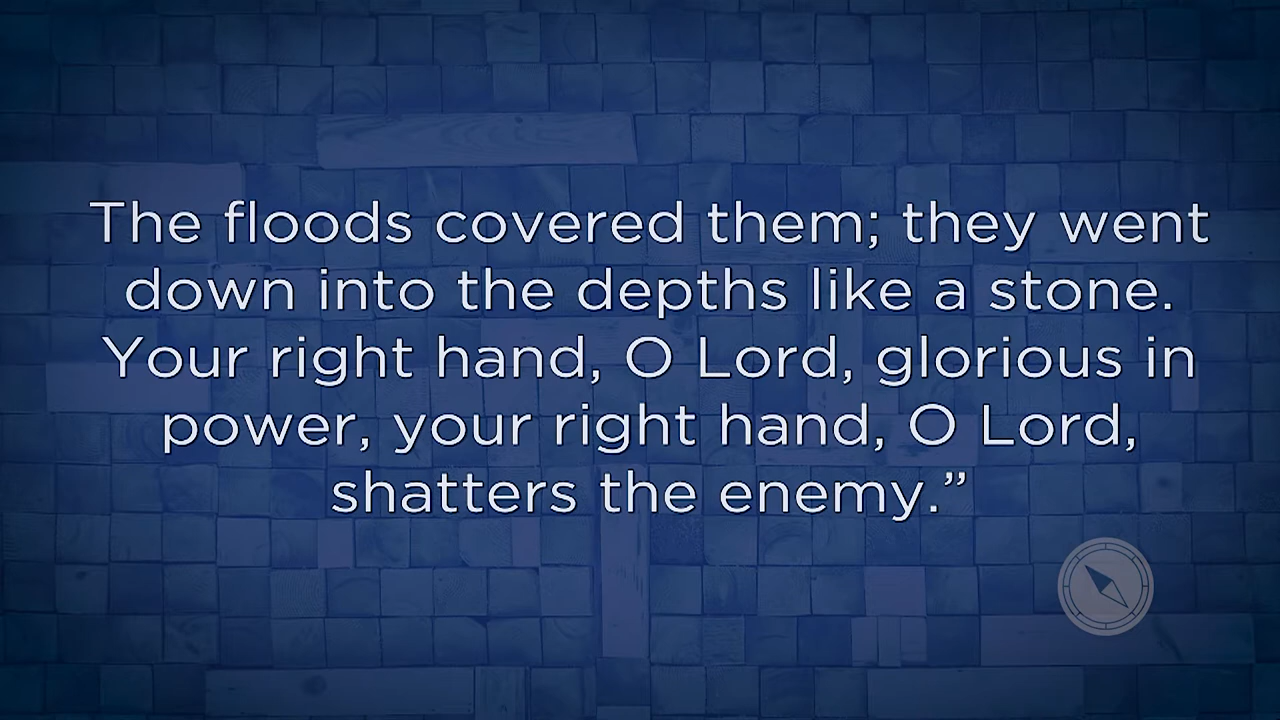 The floods covered them; they went
down into the depths like a stone.
Your right hand, O Lord, glorious in
power, your right hand, O Lord,
shatters the enemy.”